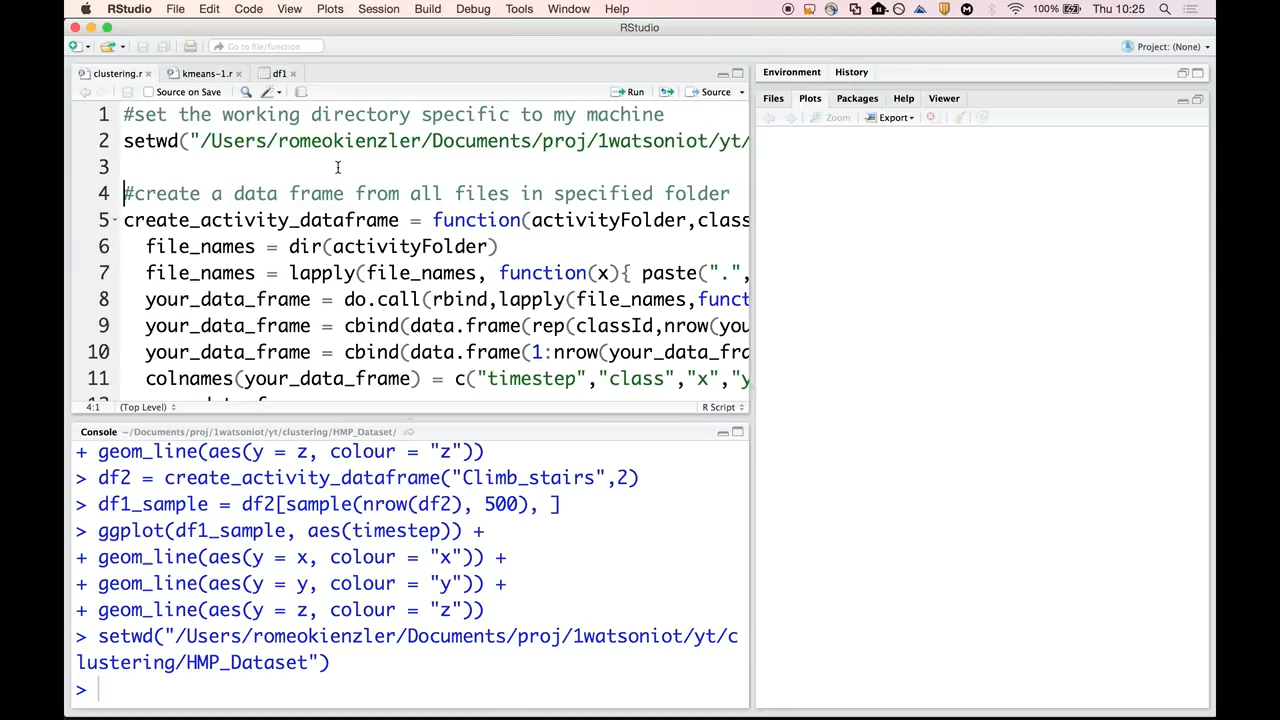 RStudio File Edit Code View Plots Session Build Debug Tools Window Help 100% Thu 10:25
RStudio
Go to file/function Project: (None)
clustering.r kmeans-1.r df1
Source on Save Run Source
1 #set the working directory specific to my machine
2 setwd("/Users/romeokienzler/Documents/proj/1watsoniot/yt/
3
4 #create a data frame from all files in specified folder
5 create_activity_dataframe = function(activityFolder,class
6 file_names = dir(activityFolder)
7 file_names = lapply(file_names, function(x){ paste(".",
8 your_data_frame = do.call(rbind,lapply(file_names,funct
9 your_data_frame = cbind(data.frame(rep(classId,nrow(you
10 your_data_frame = cbind(data.frame(1:nrow(your_data_fra
11 colnames(your_data_frame) = c("timestep","class","x","y
4:1 (Top Level) R Script
Console ~/Documents/proj/1watsoniot/yt/clustering/HMP_Dataset/
+ geom_line(aes(y = z, colour = "z"))
> df2 = create_activity_dataframe("Climb_stairs",2)
> df1_sample = df2[sample(nrow(df2), 500), ]
> ggplot(df1_sample, aes(timestep)) +
+ geom_line(aes(y = x, colour = "x")) +
+ geom_line(aes(y = y, colour = "y")) +
+ geom_line(aes(y = z, colour = "z"))
> setwd("/Users/romeokienzler/Documents/proj/1watsoniot/yt/c
lustering/HMP_Dataset")
>
Environment History
Files Plots Packages Help Viewer
Zoom Export